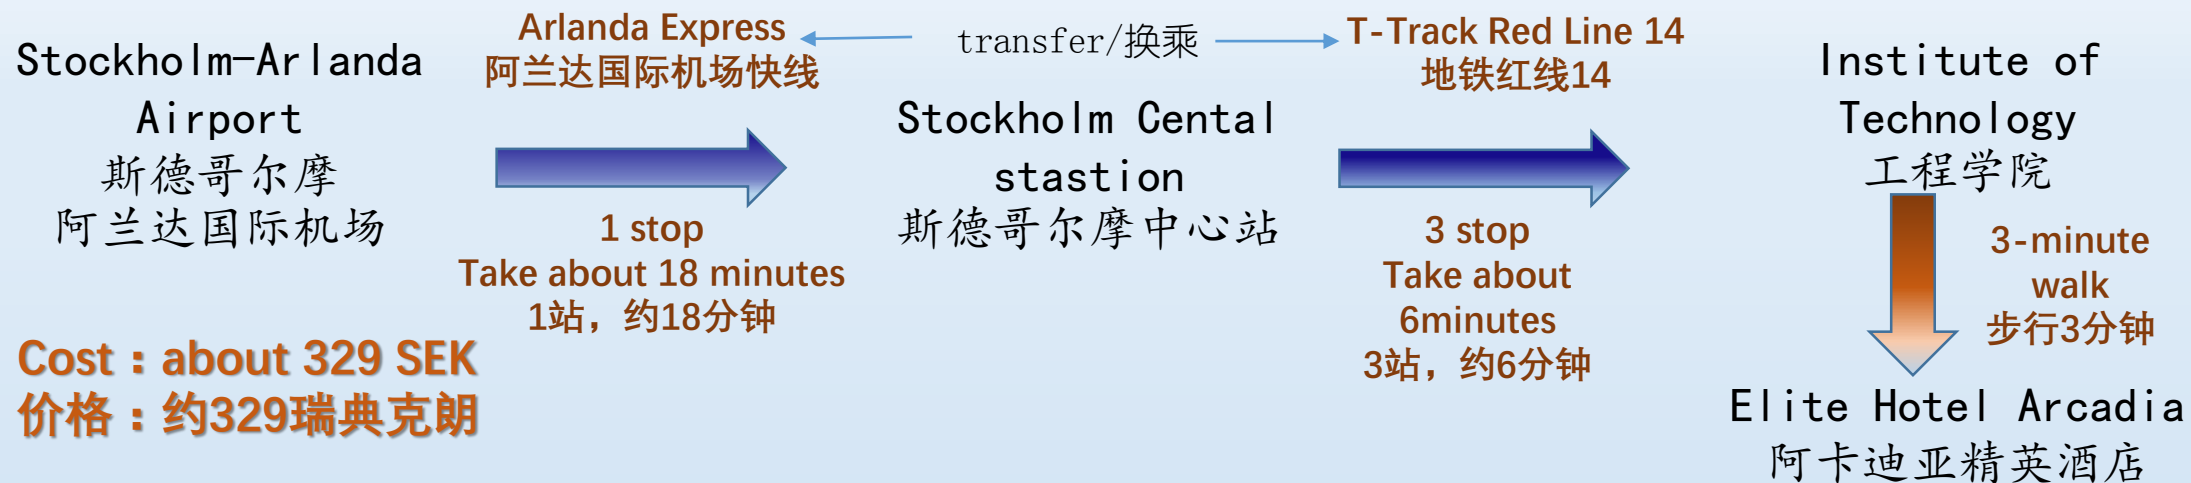 Stockholm-Arlanda
Airport
斯德哥尔摩
阿兰达国际机场
Arlanda Express
阿兰达国际机场快线
1 stop
Take about 18 minutes
1站，约18分钟
transfer/换乘
Stockholm Cental
stastion
斯德哥尔摩中心站
T-Track Red Line 14
地铁红线14
3 stop
Take about
6minutes
3站，约6分钟
Institute of
Technology
工程学院
3-minute
walk
步行3分钟
Elite Hotel Arcadia
阿卡迪亚精英酒店
Cost：about 329 SEK
价格：约329瑞典克朗